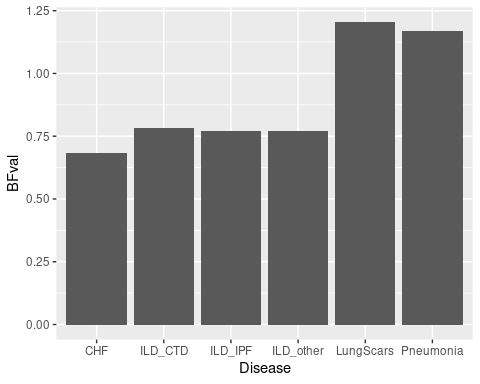 1.25
1.00
0.75
0.50
0.25
0.00
BFval
CHF ILD_CTD ILD_IPF ILD_other LungScars Pneumonia
Disease